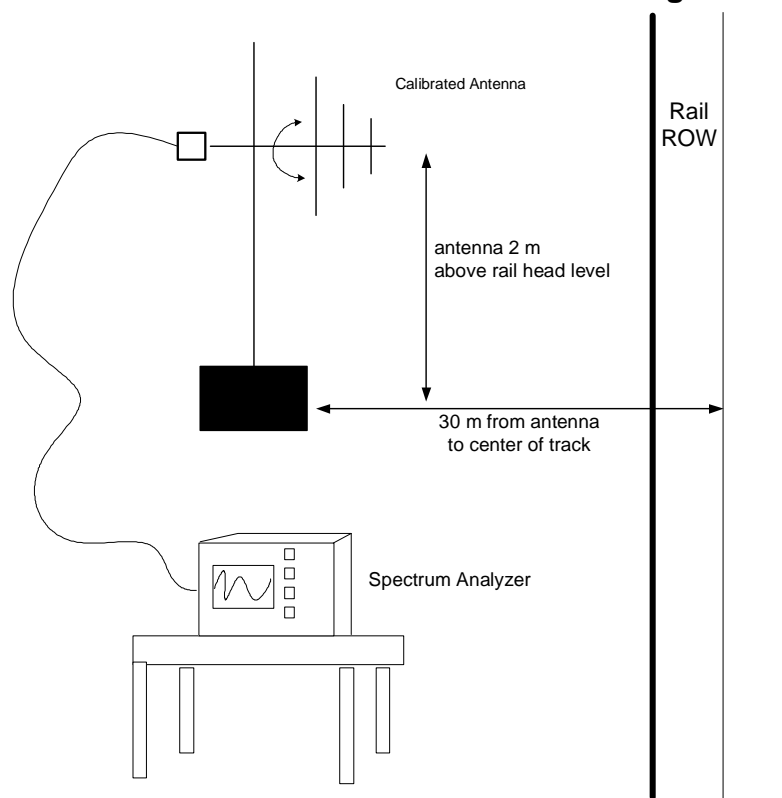 Calibrated Antenna
Rail
ROW
antenna 2 m
above rail head level
30 m from antenna
to center of track
Spectrum Analyzer